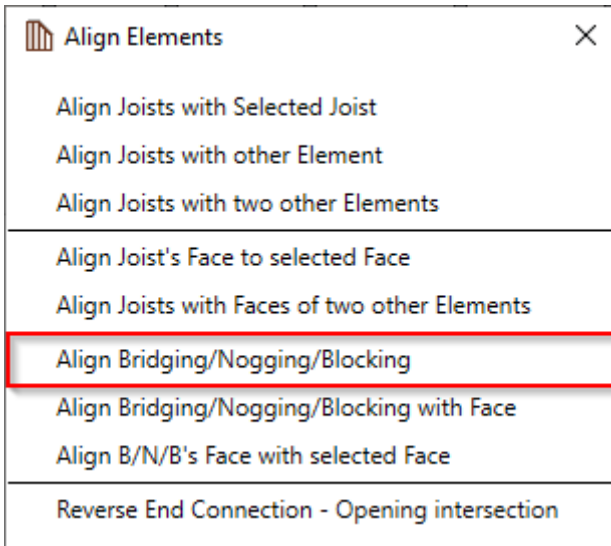 Align Elements
Align Joists with Selected Joist
Align Joists with other Element
Align Joists with two other Elements
Align Joist's Face to selected Face
Align Joists with Faces of two other Elements
Align Bridging/Nogging/Blocking
Align Bridging/Nogging/Blocking with Face
Align B/N/B's Face with selected Face
Reverse End Connection - Opening intersection